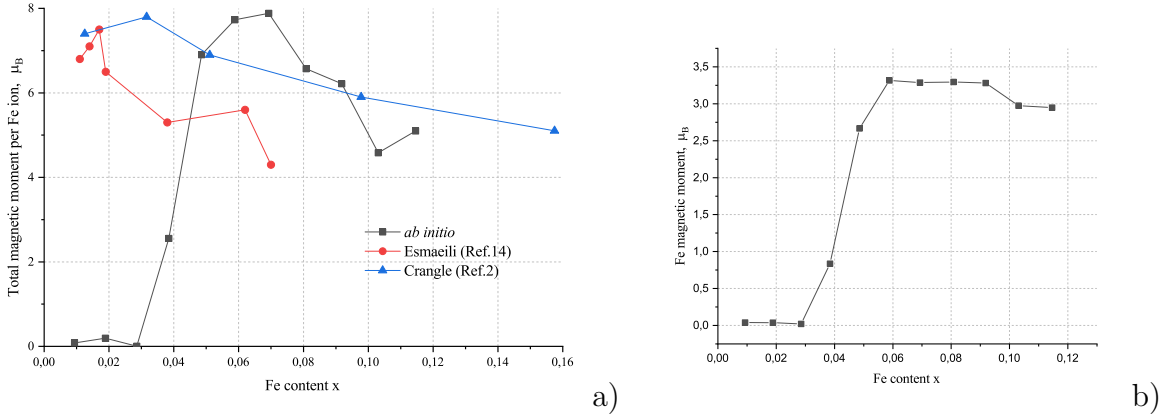 8
6
4
2
0
0,00 0,02 0,04 0,06 0,08 0,10 0,12 0,14 0,16
Total magnetic moment per Fe ion, μB
Fe content x
ab initio
Esmaeili (Ref.14)
Crangle (Ref.2)
a)
3,5
3,0
2,5
2,0
1,5
1,0
0,5
0,0
0,00 0,02 0,04 0,06 0,08 0,10 0,12
Fe magnetic moment, μB
Fe content x
b)